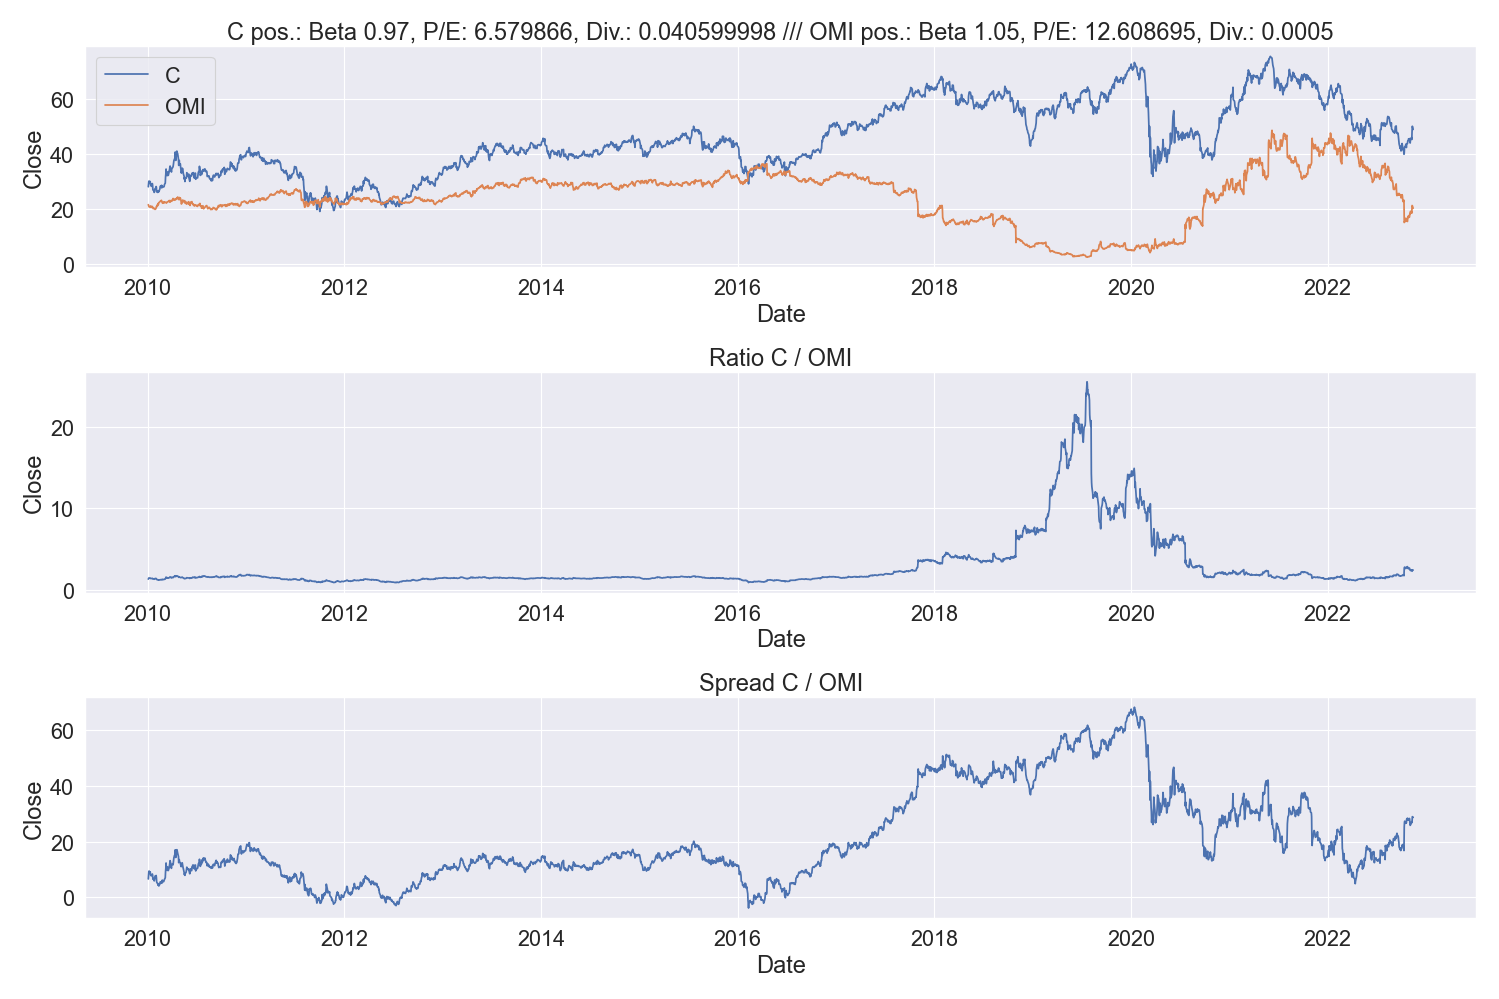 C pos.: Beta 0.97, P/E: 6.579866, Div.: 0.040599998 /// OMI pos.: Beta 1.05, P/E: 12.608695, Div.: 0.0005
C
OMI
Close
60
40
20
0
2010 2012 2014 2016 2018 2020 2022
Date
Ratio C / OMI
Close
20
10
0
2010 2012 2014 2016 2018 2020 2022
Date
Spread C / OMI
Close
60
40
20
0
2010 2012 2014 2016 2018 2020 2022
Date